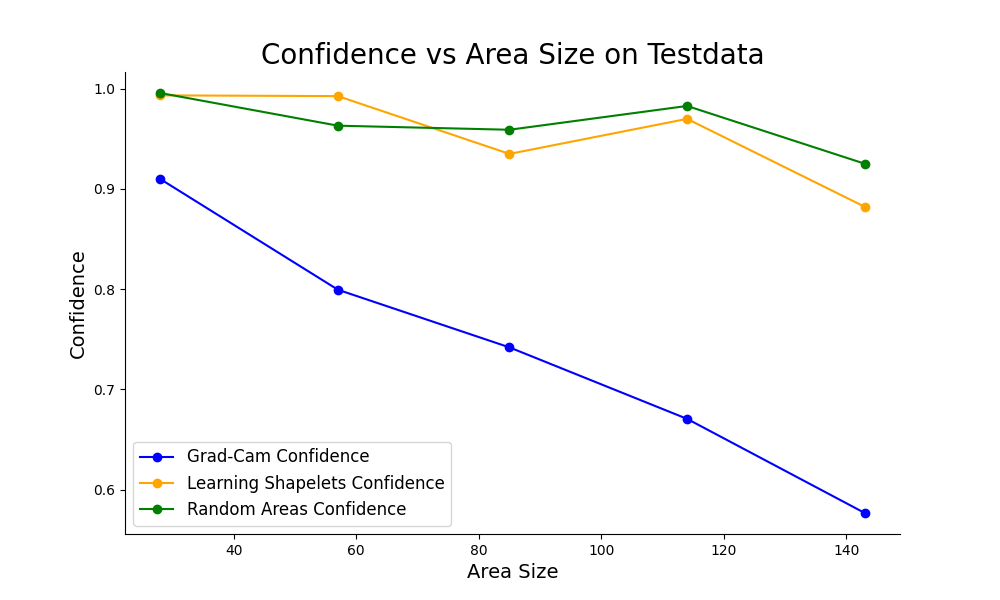 Confidence vs Area Size on Testdata
Confidence
1.0
0.9
0.8
0.7
0.6
Grad-Cam Confidence
Learning Shapelets Confidence
Random Areas Confidence
40 60 80 100 120 140
Area Size